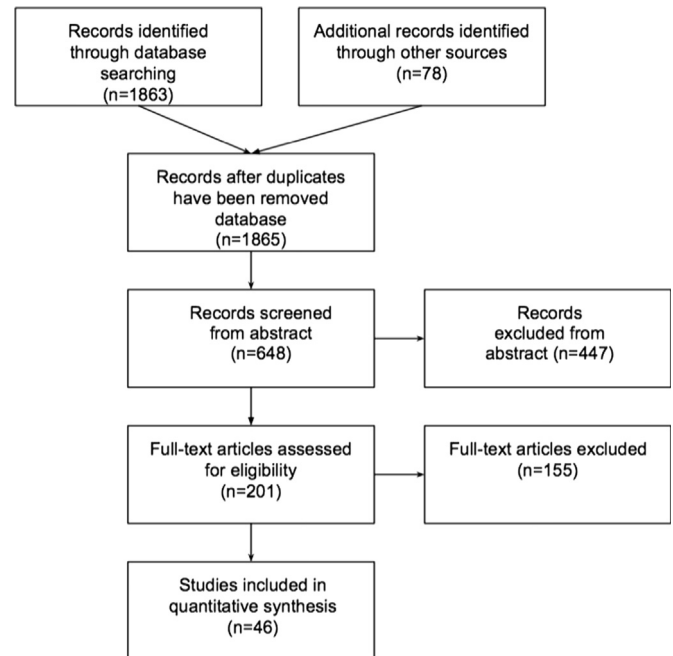 Records identified
through database
searching
(n=1863)
Additional records identified
through other sources
(n=78)
Records after duplicates
have been removed
database
(n=1865)
Records screened
from abstract
(n=648)
Records
excluded from
abstract (n=447)
Full-text articles assessed
for eligibility
(n=201)
Full-text articles excluded
(n=155)
Studies included in
quantitative synthesis
(n=46)